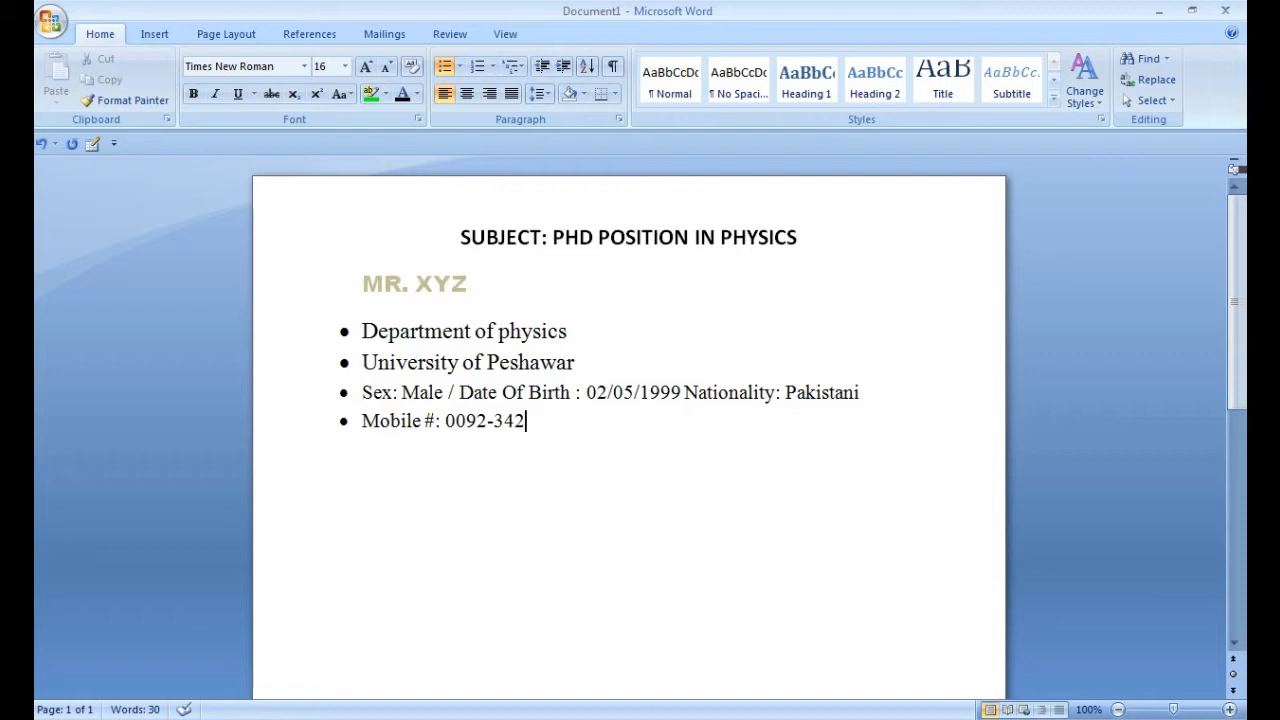 Document1 - Microsoft Word
Home Insert Page Layout References Mailings Review View
Paste
Cut
Copy
Format Painter
Clipboard
Times New Roman 16
B I U abc x₂ x² Aa
Font
Paragraph
AaBbCcDc AaBbCcDc AaBbC AaBbCc AaB AaBbCc.
¶ Normal ¶ No Spaci... Heading 1 Heading 2 Title Subtitle
Change Styles
Styles
Find
Replace
Select
Editing
SUBJECT: PHD POSITION IN PHYSICS
MR. XYZ
• Department of physics
• University of Peshawar
• Sex: Male / Date Of Birth : 02/05/1999 Nationality: Pakistani
• Mobile #: 0092-342
Page: 1 of 1 Words: 30 100%